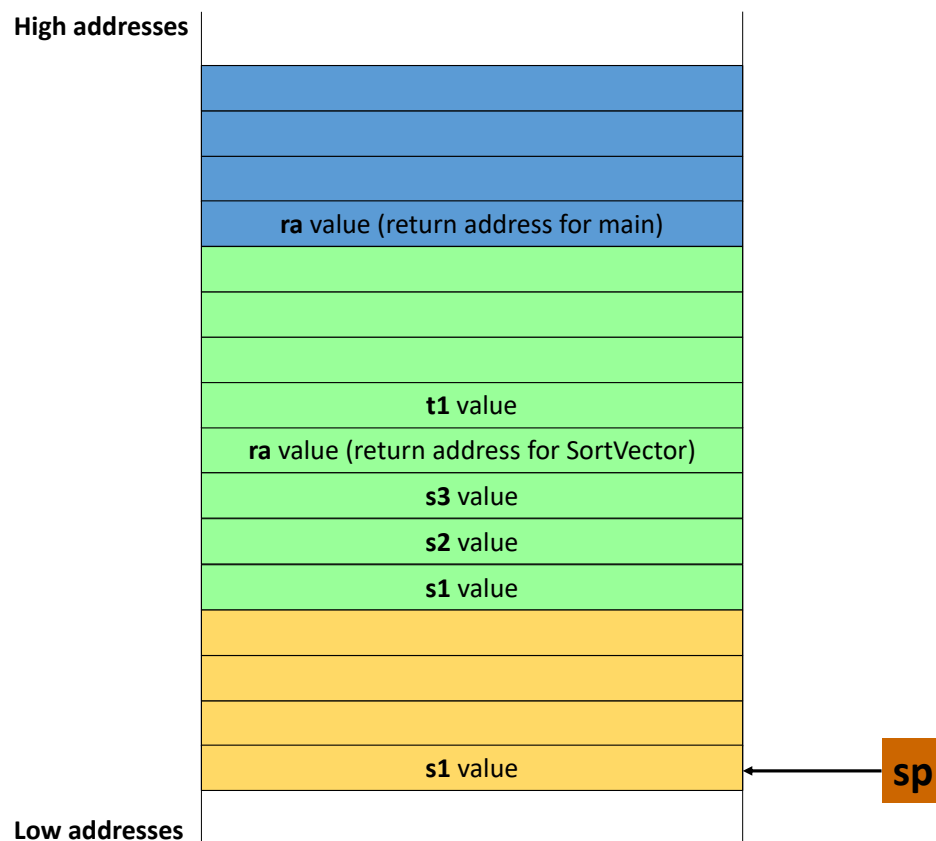 High addresses
ra value (return address for main)
t1 value
ra value (return address for SortVector)
s3 value
s2 value
s1 value
s1 value
sp
Low addresses